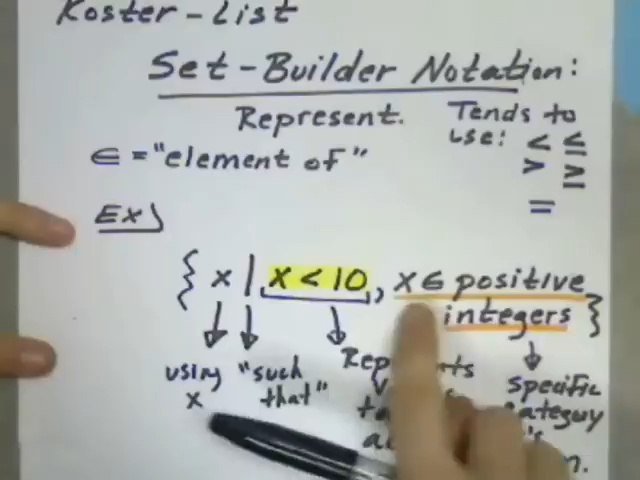 Roster-List
Set-Builder Notation:
Represent.
Tends to
use: < ≤
> ≥
=
∈ = "element of"
Ex)
{ x | x < 10, x ∈ positive
integers }
using
x
"such
that"
specific